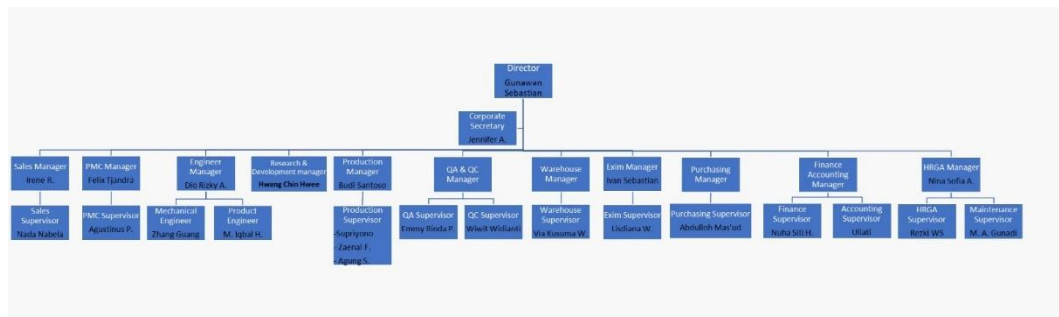 Director
Gunawan
Sebastian
Corporate
Secretary
Jennifer A.
Sales Manager
Irene R.
PMC Manager
Felix Tjandra
Engineer
Manager
Dio Rizky A.
Research &
Development manager
Hwang Chin Hwee
Production
Manager
Budi Santoso
QA & QC
Manager
Warehouse
Manager
Exim Manager
Ivan Sebastian
Purchasing
Manager
Finance
Accounting
Manager
HRGA Manager
Nina Sofia A.
Sales
Supervisor
Nada Nabela
PMC Supervisor
Agustinus P.
Mechanical
Engineer
Zhang Guang
Product
Engineer
M. Iqbal H.
Production
Supervisor
-Supriyono
- Zaenal F.
- Agung S.
QA Supervisor
Emmy Rinda P.
QC Supervisor
Wiwit Widianti
Warehouse
Supervisor
Via Kusuma W.
Exim Supervisor
Lisdiana W.
Purchasing Supervisor
Abdulloh Mas'ud
Finance
Supervisor
Nuha Siti H.
Accounting
Supervisor
Ullati
HRGA
Supervisor
Rezki WS
Maintenance
Supervisor
M. A. Gunadi